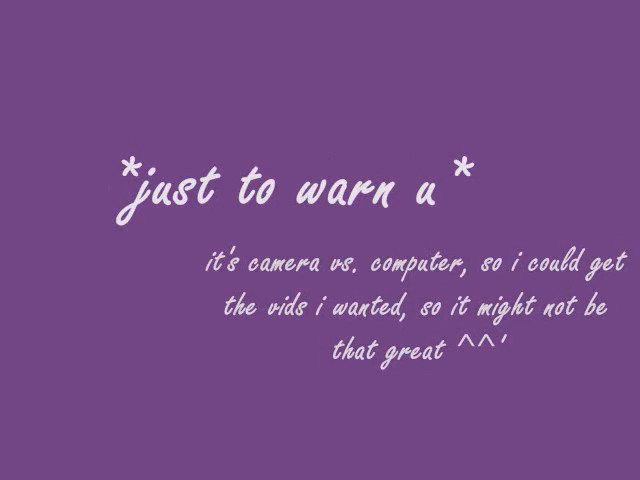 *just to warn u*
it's camera vs. computer, so i could get
the vids i wanted, so it might not be
that great ^^'